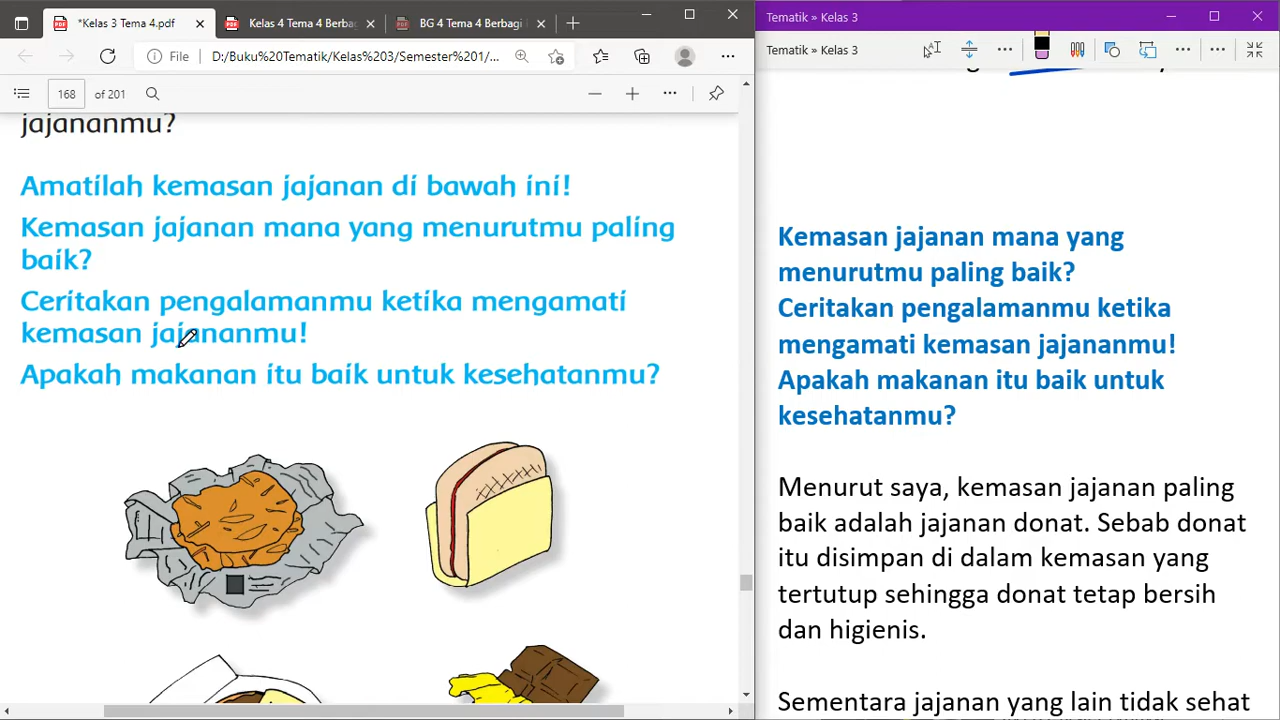 *Kelas 3 Tema 4.pdf
Kelas 4 Tema 4 Berbag
BG 4 Tema 4 Berbagi
Tematik » Kelas 3
File
D:/Buku%20Tematik/Kelas%203/Semester%201/...
Tematik » Kelas 3
168 of 201
jajananmu?
Amatilah kemasan jajanan di bawah ini!
Kemasan jajanan mana yang menurutmu paling
baik?
Ceritakan pengalamanmu ketika mengamati
kemasan jajananmu!
Apakah makanan itu baik untuk kesehatanmu?
Kemasan jajanan mana yang
menurutmu paling baik?
Ceritakan pengalamanmu ketika
mengamati kemasan jajananmu!
Apakah makanan itu baik untuk
kesehatanmu?
Menurut saya, kemasan jajanan paling
baik adalah jajanan donat. Sebab donat
itu disimpan di dalam kemasan yang
tertutup sehingga donat tetap bersih
dan higienis.
Sementara jajanan yang lain tidak sehat